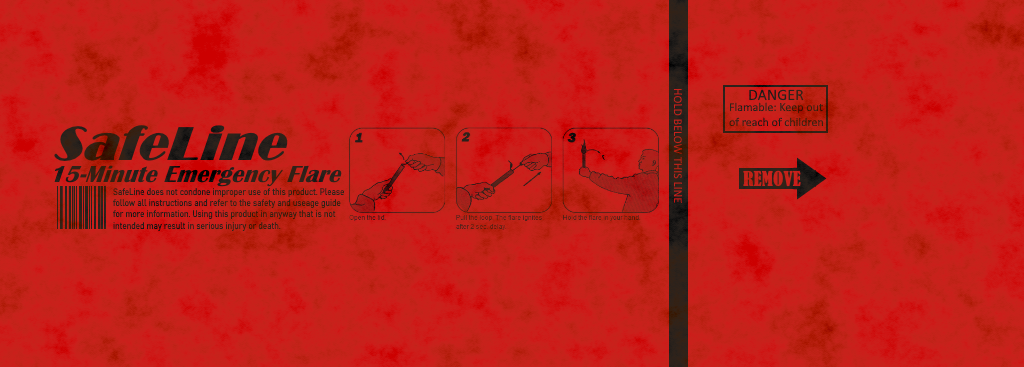 SafeLine
15-Minute Emergency Flare
SafeLine does not condone improper use of this product. Please
follow all instructions and refer to the safety and useage guide
for more information. Using this product in anyway that is not
intended may result in serious injury or death.
1
Open the lid.
2
Pull the cord. The flare ignites
after 2 sec. delay.
3
Hold the flare in your hand.
HOLD BELOW THIS LINE
DANGER
Flamable: Keep out
of reach of children
REMOVE